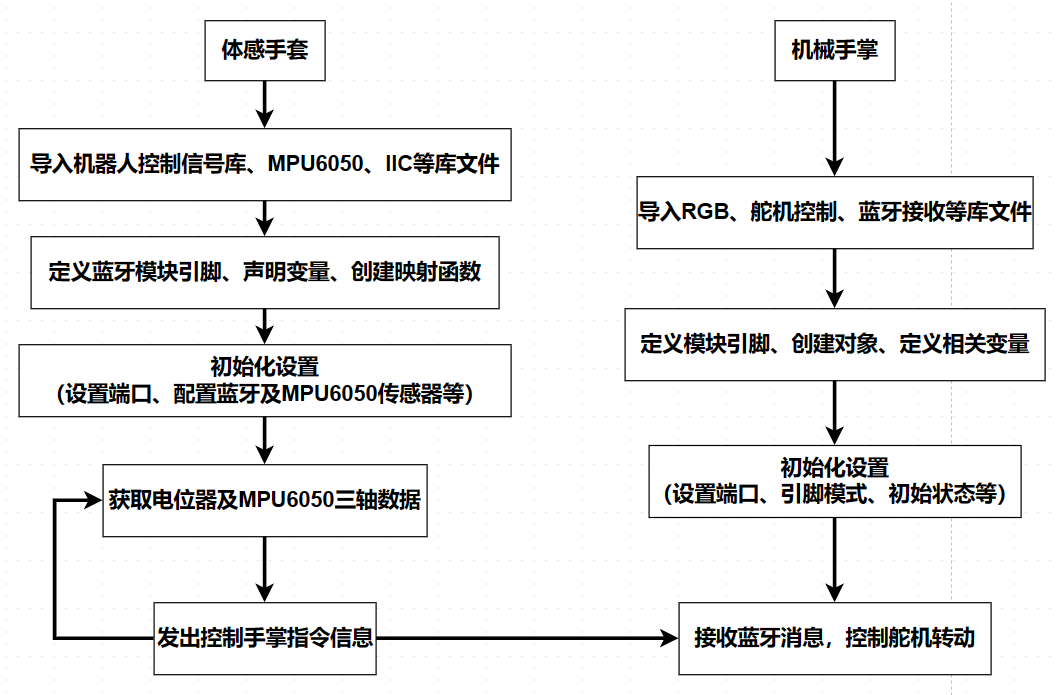 体感手套
导入机器人控制信号库、MPU6050、IIC等库文件
定义蓝牙模块引脚、声明变量、创建映射函数
初始化设置
（设置端口、配置蓝牙及MPU6050传感器等）
获取电位器及MPU6050三轴数据
发出控制手掌指令信息
机械手掌
导入RGB、舵机控制、蓝牙接收等库文件
定义模块引脚、创建对象、定义相关变量
初始化设置
（设置端口、引脚模式、初始状态等）
接收蓝牙消息，控制舵机转动